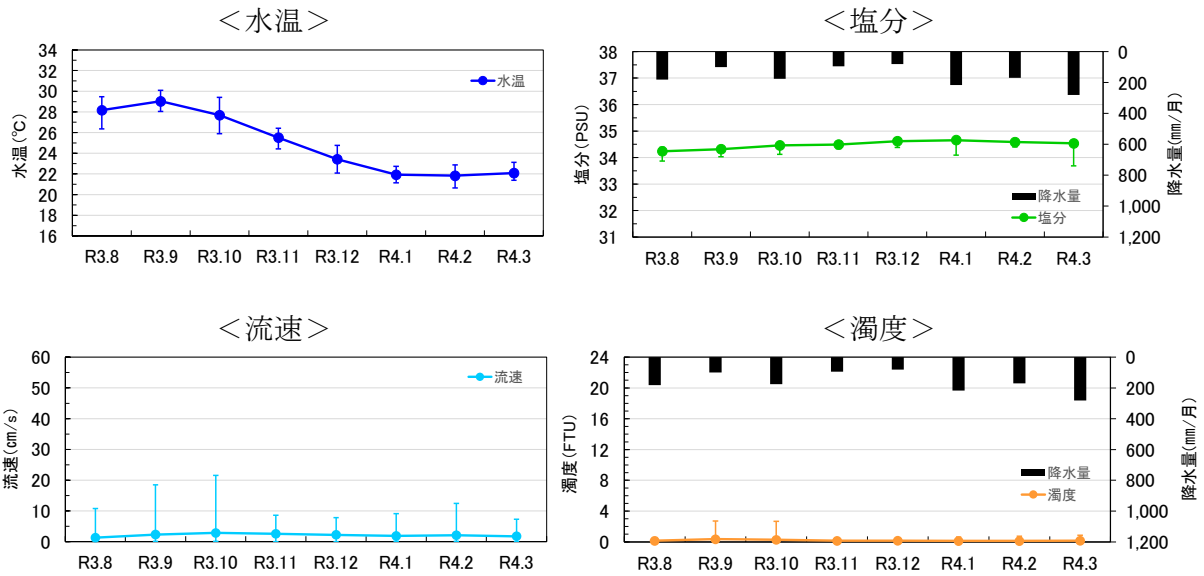 ＜水温＞
水温(℃)
34
32
30
28
26
24
22
20
18
16
水温
R3.8 R3.9 R3.10 R3.11 R3.12 R4.1 R4.2 R4.3
＜塩分＞
塩分(PSU)
38
37
36
35
34
33
32
31
0
200
400
600
800
1,000
1,200
降水量(㎜/月)
降水量
塩分
R3.8 R3.9 R3.10 R3.11 R3.12 R4.1 R4.2 R4.3
＜流速＞
流速(cm/s)
60
50
40
30
20
10
0
流速
R3.8 R3.9 R3.10 R3.11 R3.12 R4.1 R4.2 R4.3
＜濁度＞
濁度(FTU)
24
20
16
12
8
4
0
0
200
400
600
800
1,000
1,200
降水量(㎜/月)
降水量
濁度
R3.8 R3.9 R3.10 R3.11 R3.12 R4.1 R4.2 R4.3